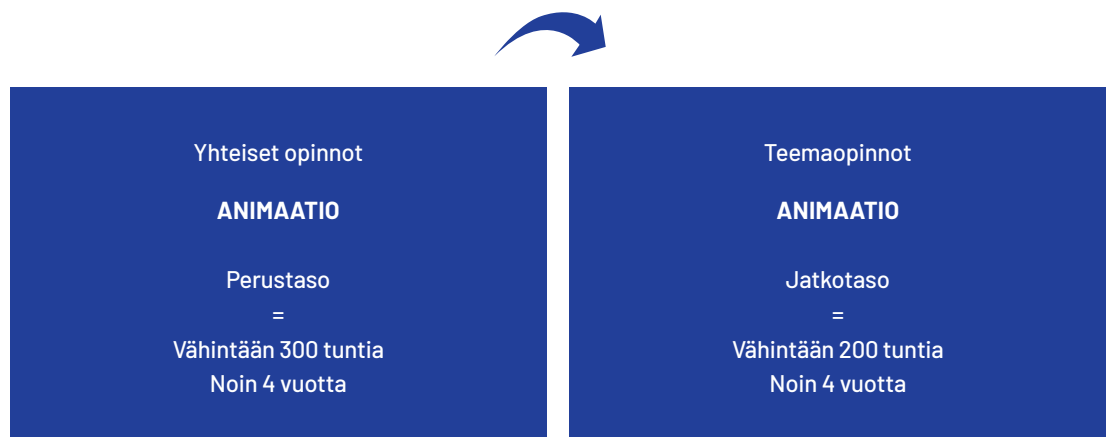 Yhteiset opinnot
ANIMAATIO
Perustaso
=
Vähintään 300 tuntia
Noin 4 vuotta
Teemaopinnot
ANIMAATIO
Jatkotaso
=
Vähintään 200 tuntia
Noin 4 vuotta